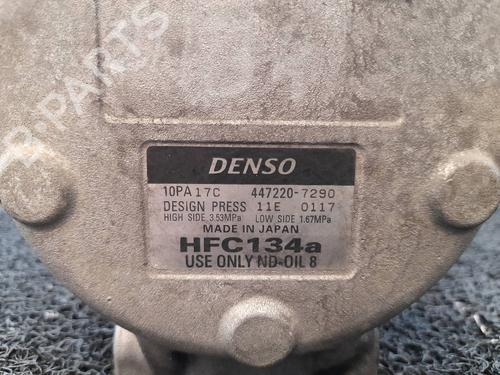 B-PARTS
DENSO
10PA17C 447220-7290
DESIGN PRESS 11E 0117
HIGH SIDE 3.53MPa LOW SIDE 1.67MPa
MADE IN JAPAN
HFC134a
USE ONLY ND-OIL 8